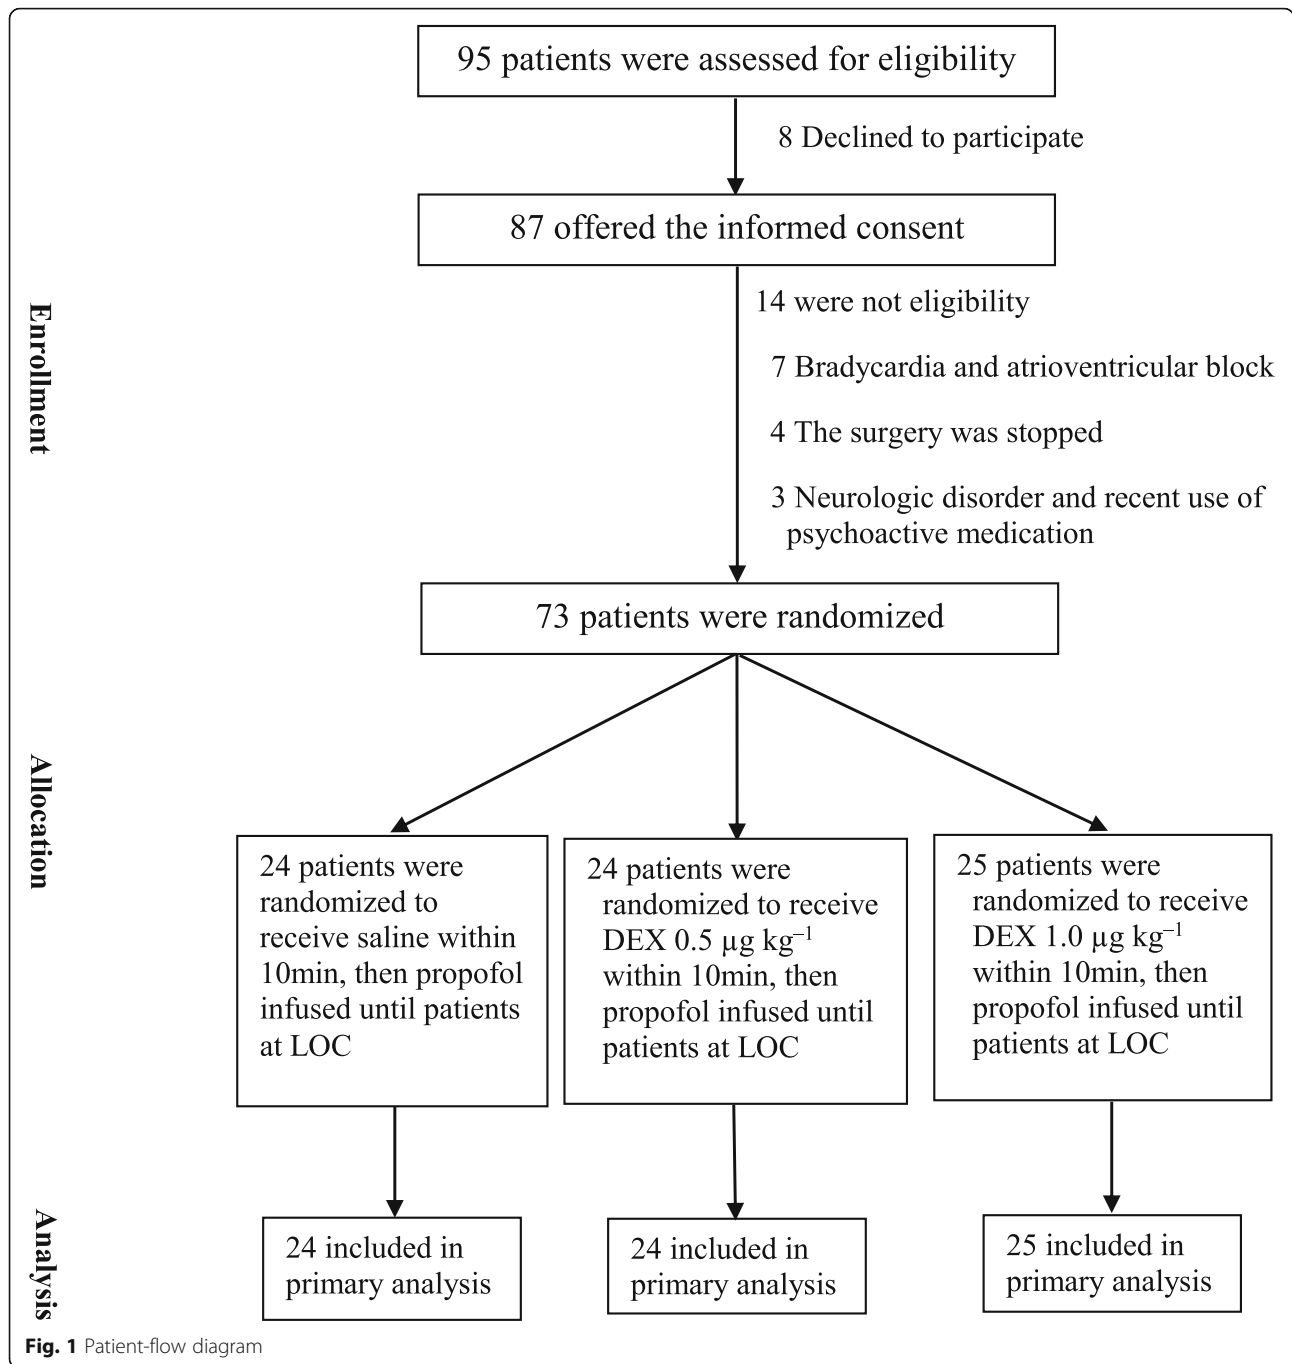 95 patients were assessed for eligibility
8 Declined to participate
87 offered the informed consent
Enrollment
14 were not eligibility
7 Bradycardia and atrioventricular block
4 The surgery was stopped
3 Neurologic disorder and recent use of
psychoactive medication
73 patients were randomized
Allocation
24 patients were
randomized to
receive saline within
10min, then propofol
infused until patients
at LOC
24 patients were
randomized to receive
DEX 0.5 µg kg⁻¹
within 10min, then
propofol infused until
patients at LOC
25 patients were
randomized to receive
DEX 1.0 µg kg⁻¹
within 10min, then
propofol infused until
patients at LOC
Analysis
24 included in
primary analysis
24 included in
primary analysis
25 included in
primary analysis
Fig. 1 Patient-flow diagram